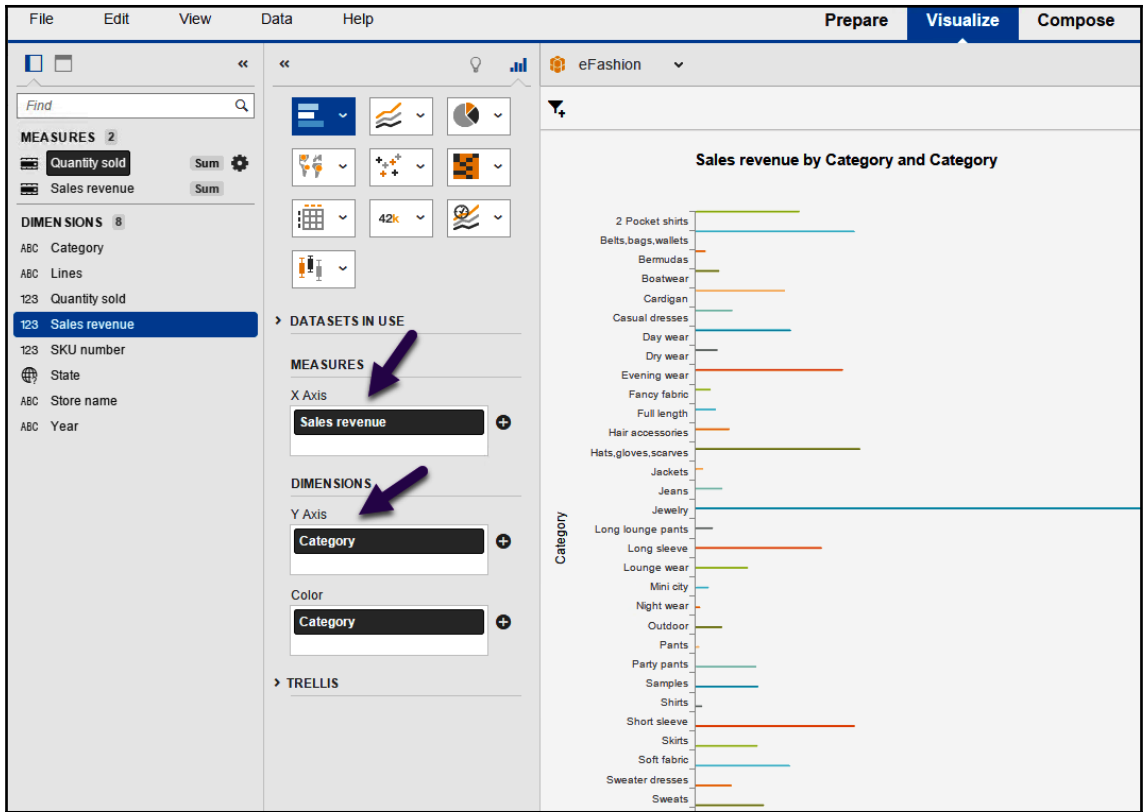 File Edit View Data Help Prepare Visualize Compose
«
«
eFashion
Find
MEASURES 2
Quantity sold Sum
Sales revenue Sum
DIMENSIONS 8
ABC Category
ABC Lines
123 Quantity sold
123 Sales revenue
123 SKU number
State
ABC Store name
ABC Year
42k
DATASETS IN USE
MEASURES
X Axis
Sales revenue
DIMENSIONS
Y Axis
Category
Color
Category
TRELLIS
Sales revenue by Category and Category
Category
2 Pocket shirts
Belts,bags,wallets
Bermudas
Boatwear
Cardigan
Casual dresses
Day wear
Dry wear
Evening wear
Fancy fabric
Full length
Hair accessories
Hats,gloves,scarves
Jackets
Jeans
Jewelry
Long lounge pants
Long sleeve
Lounge wear
Mini city
Night wear
Outdoor
Pants
Party pants
Samples
Shirts
Short sleeve
Skirts
Soft fabric
Sweater dresses
Sweats